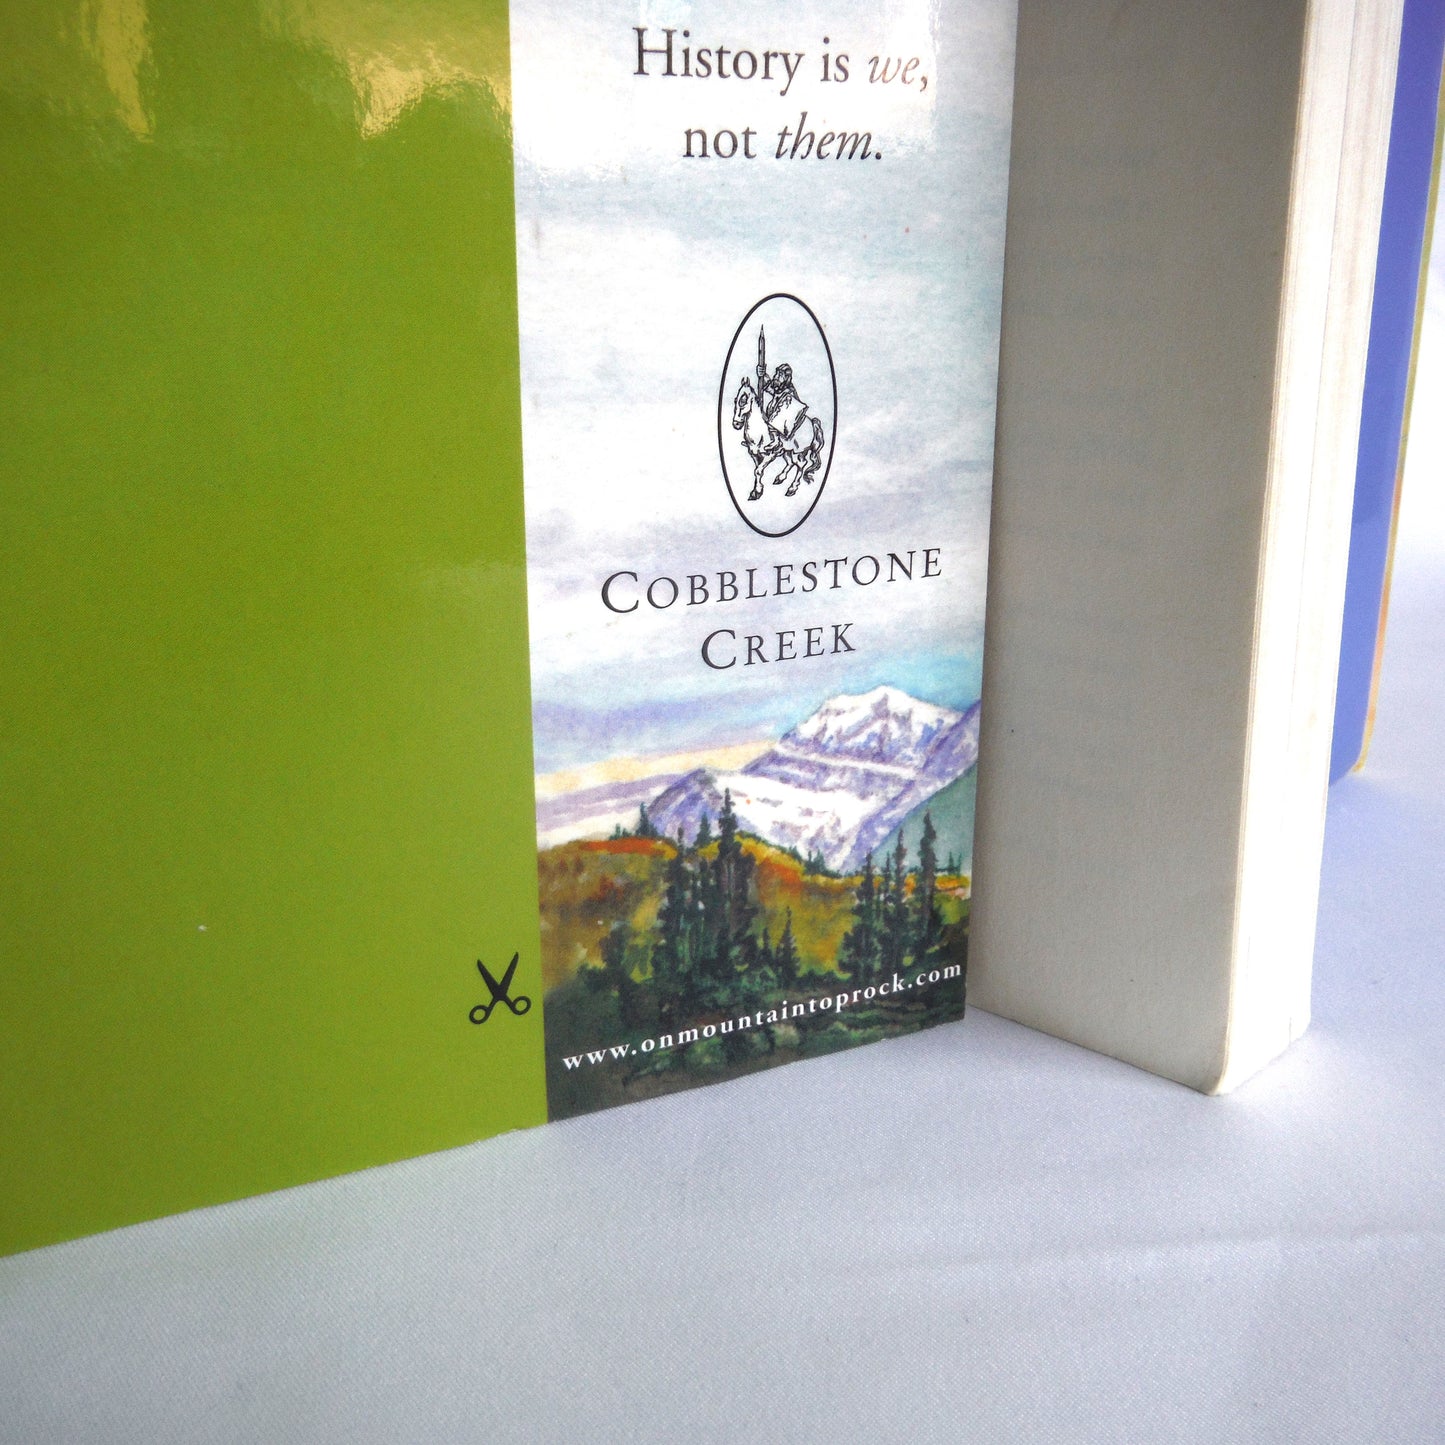 History is we,
not them.
COBBLESTONE
CREEK
www.onmountaintoprock.com